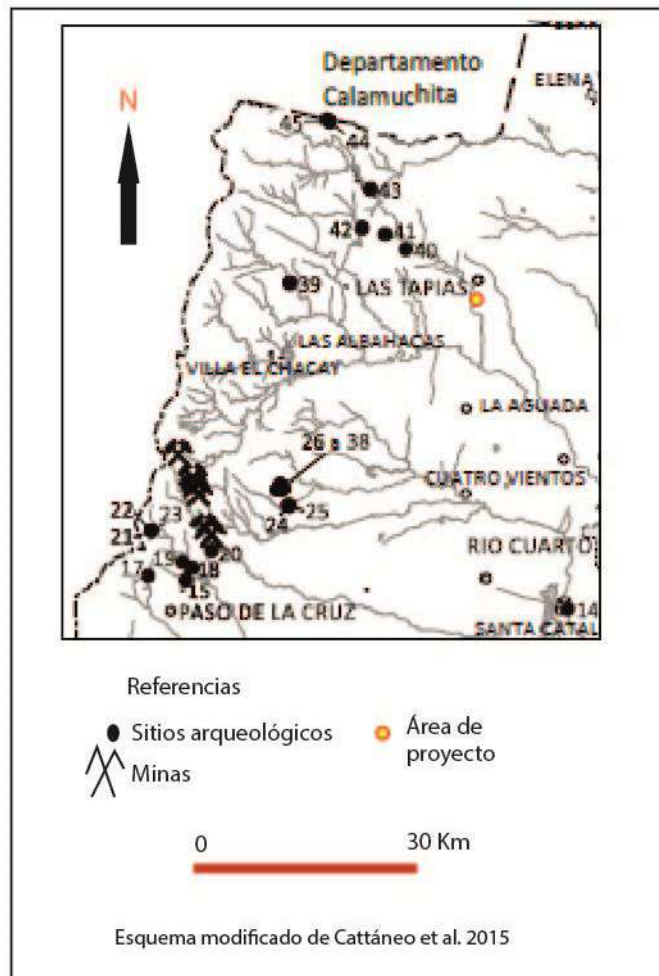 Departamento
Calamuchita
ELENA
N
45
44
43
42
41
40
39
LAS TAPIAS
LAS ALBAHACAS
VILLA EL CHACAY
LA AGUADA
26 a 38
CUATRO VIENTOS
24
25
22
23
21
20
RIO CUARTO
19
18
17
15
14
PASO DE LA CRUZ
SANTA CATAL
Referencias
Sitios arqueológicos
Área de
proyecto
Minas
0 30 Km
Esquema modificado de Cattáneo et al. 2015